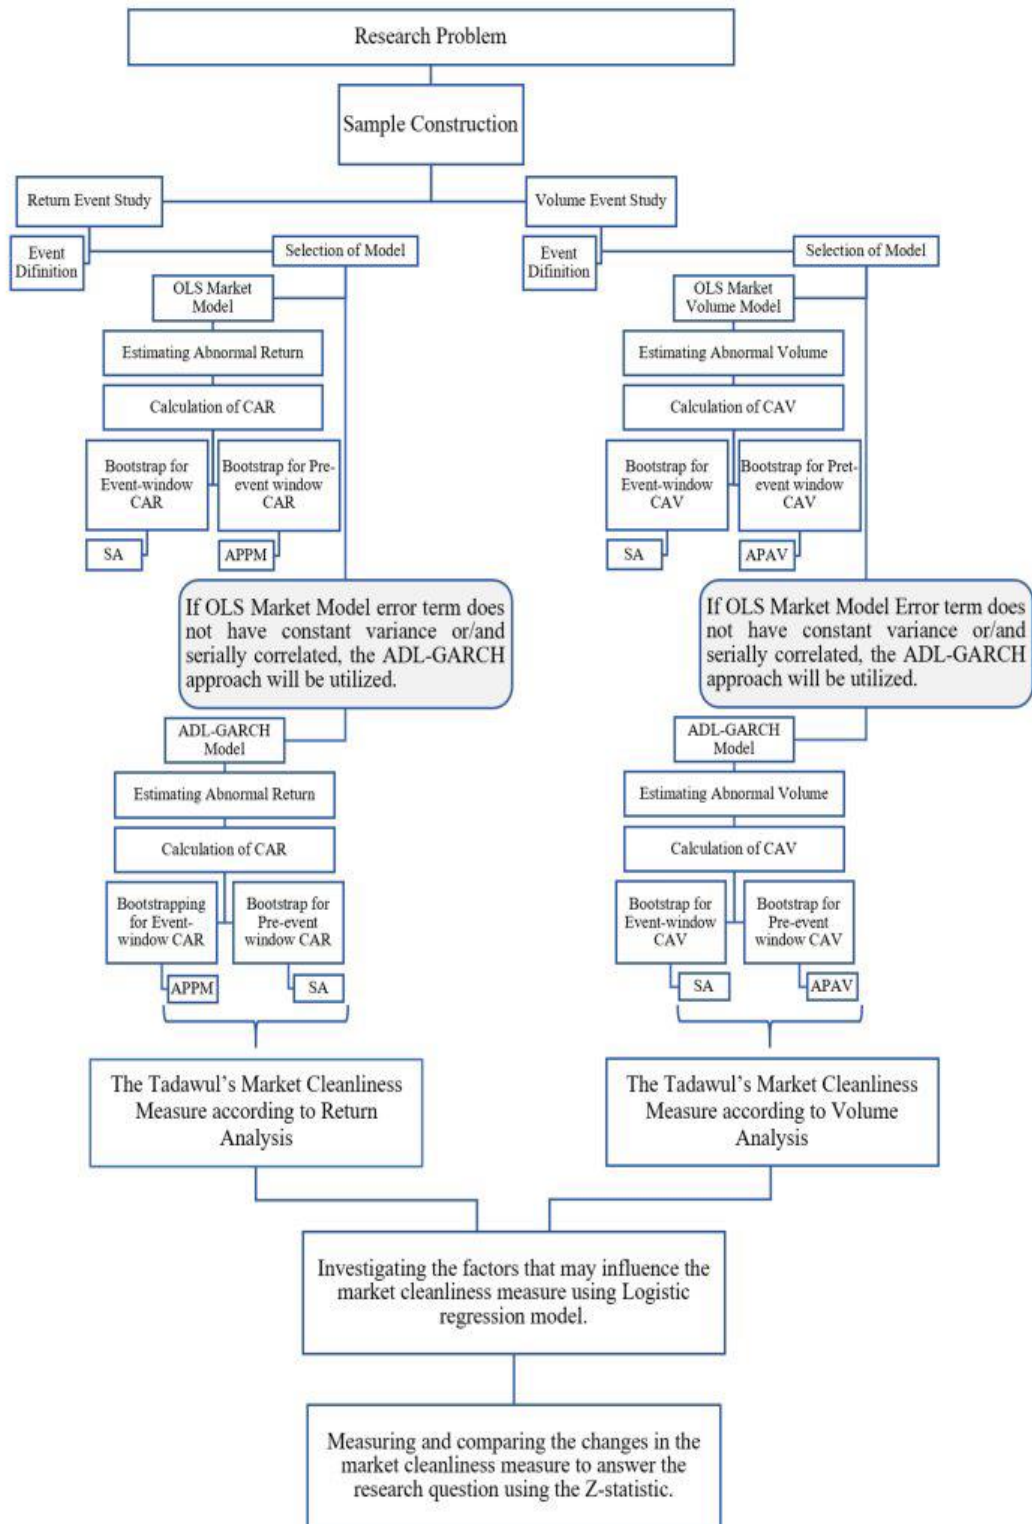 Research Problem
Sample Construction
Return Event Study
Volume Event Study
Event
Difinition
Selection of Model
Event
Difinition
Selection of Model
OLS Market
Model
OLS Market
Volume Model
Estimating Abnormal Return
Estimating Abnormal Volume
Calculation of CAR
Calculation of CAV
Bootstrap for
Event-window
CAR
Bootstrap for Pre-
event window
CAR
Bootstrap for
Event-window
CAV
Bootstrap for Pret-
event window
CAV
SA
APPM
SA
APAV
If OLS Market Model error term does
not have constant variance or/and
serially correlated, the ADL-GARCH
approach will be utilized.
If OLS Market Model Error term does
not have constant variance or/and
serially correlated, the ADL-GARCH
approach will be utilized.
ADL-GARCH
Model
ADL-GARCH
Model
Estimating Abnormal Return
Estimating Abnormal Volume
Calculation of CAR
Calculation of CAV
Bootstrapping
for Event-
window CAR
Bootstrap for
Pre-event
window CAR
Bootstrap for
Event-window
CAV
Bootstrap for
Pre-event
window CAV
APPM
SA
SA
APAV
The Tadawul’s Market Cleanliness
Measure according to Return
Analysis
The Tadawul’s Market Cleanliness
Measure according to Volume
Analysis
Investigating the factors that may influence the
market cleanliness measure using Logistic
regression model.
Measuring and comparing the changes in the
market cleanliness measure to answer the
research question using the Z-statistic.